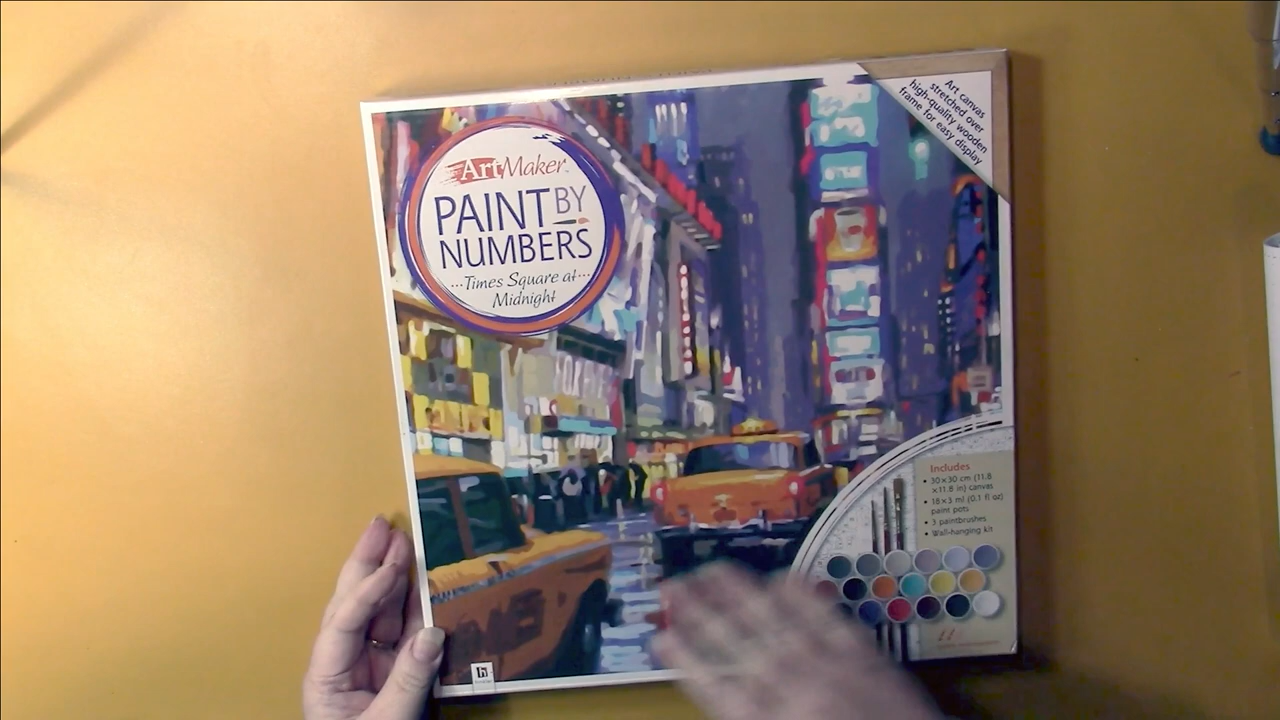 ArtMaker
PAINT BY
NUMBERS
...Times Square at...
Midnight
Art canvas
stretched over
high-quality wooden
frame for easy display
Includes
• 30×30 cm (11.8
×11.8 in) canvas
• 18×3 ml (0.1 fl oz)
paint pots
• 3 paintbrushes
• Wall-hanging kit
h